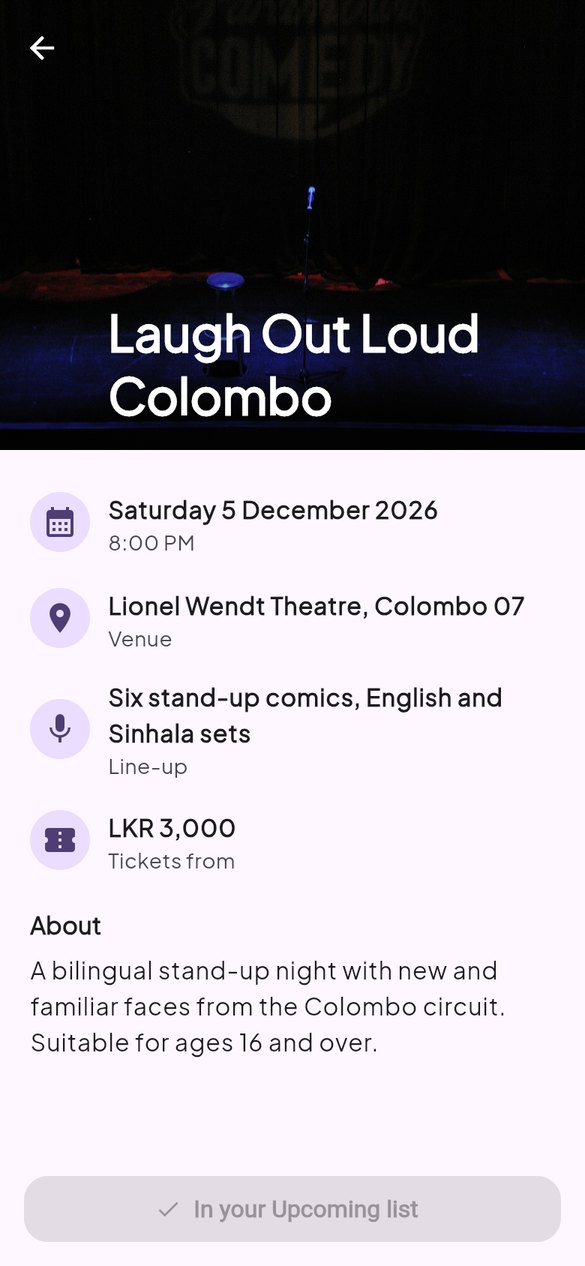 COMEDY
Laugh Out Loud
Colombo
Saturday 5 December 2026
8:00 PM
Lionel Wendt Theatre, Colombo 07
Venue
Six stand-up comics, English and
Sinhala sets
Line-up
LKR 3,000
Tickets from
About
A bilingual stand-up night with new and
familiar faces from the Colombo circuit.
Suitable for ages 16 and over.
In your Upcoming list